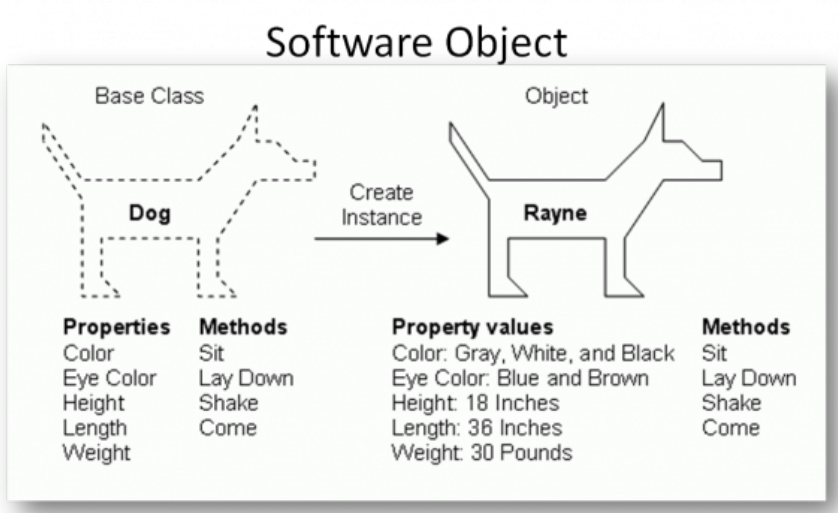 Software Object
Base Class
Dog
Create
Instance
Object
Rayne
Properties
Color
Eye Color
Height
Length
Weight
Methods
Sit
Lay Down
Shake
Come
Property values
Color: Gray, White, and Black
Eye Color: Blue and Brown
Height: 18 Inches
Length: 36 Inches
Weight: 30 Pounds
Methods
Sit
Lay Down
Shake
Come